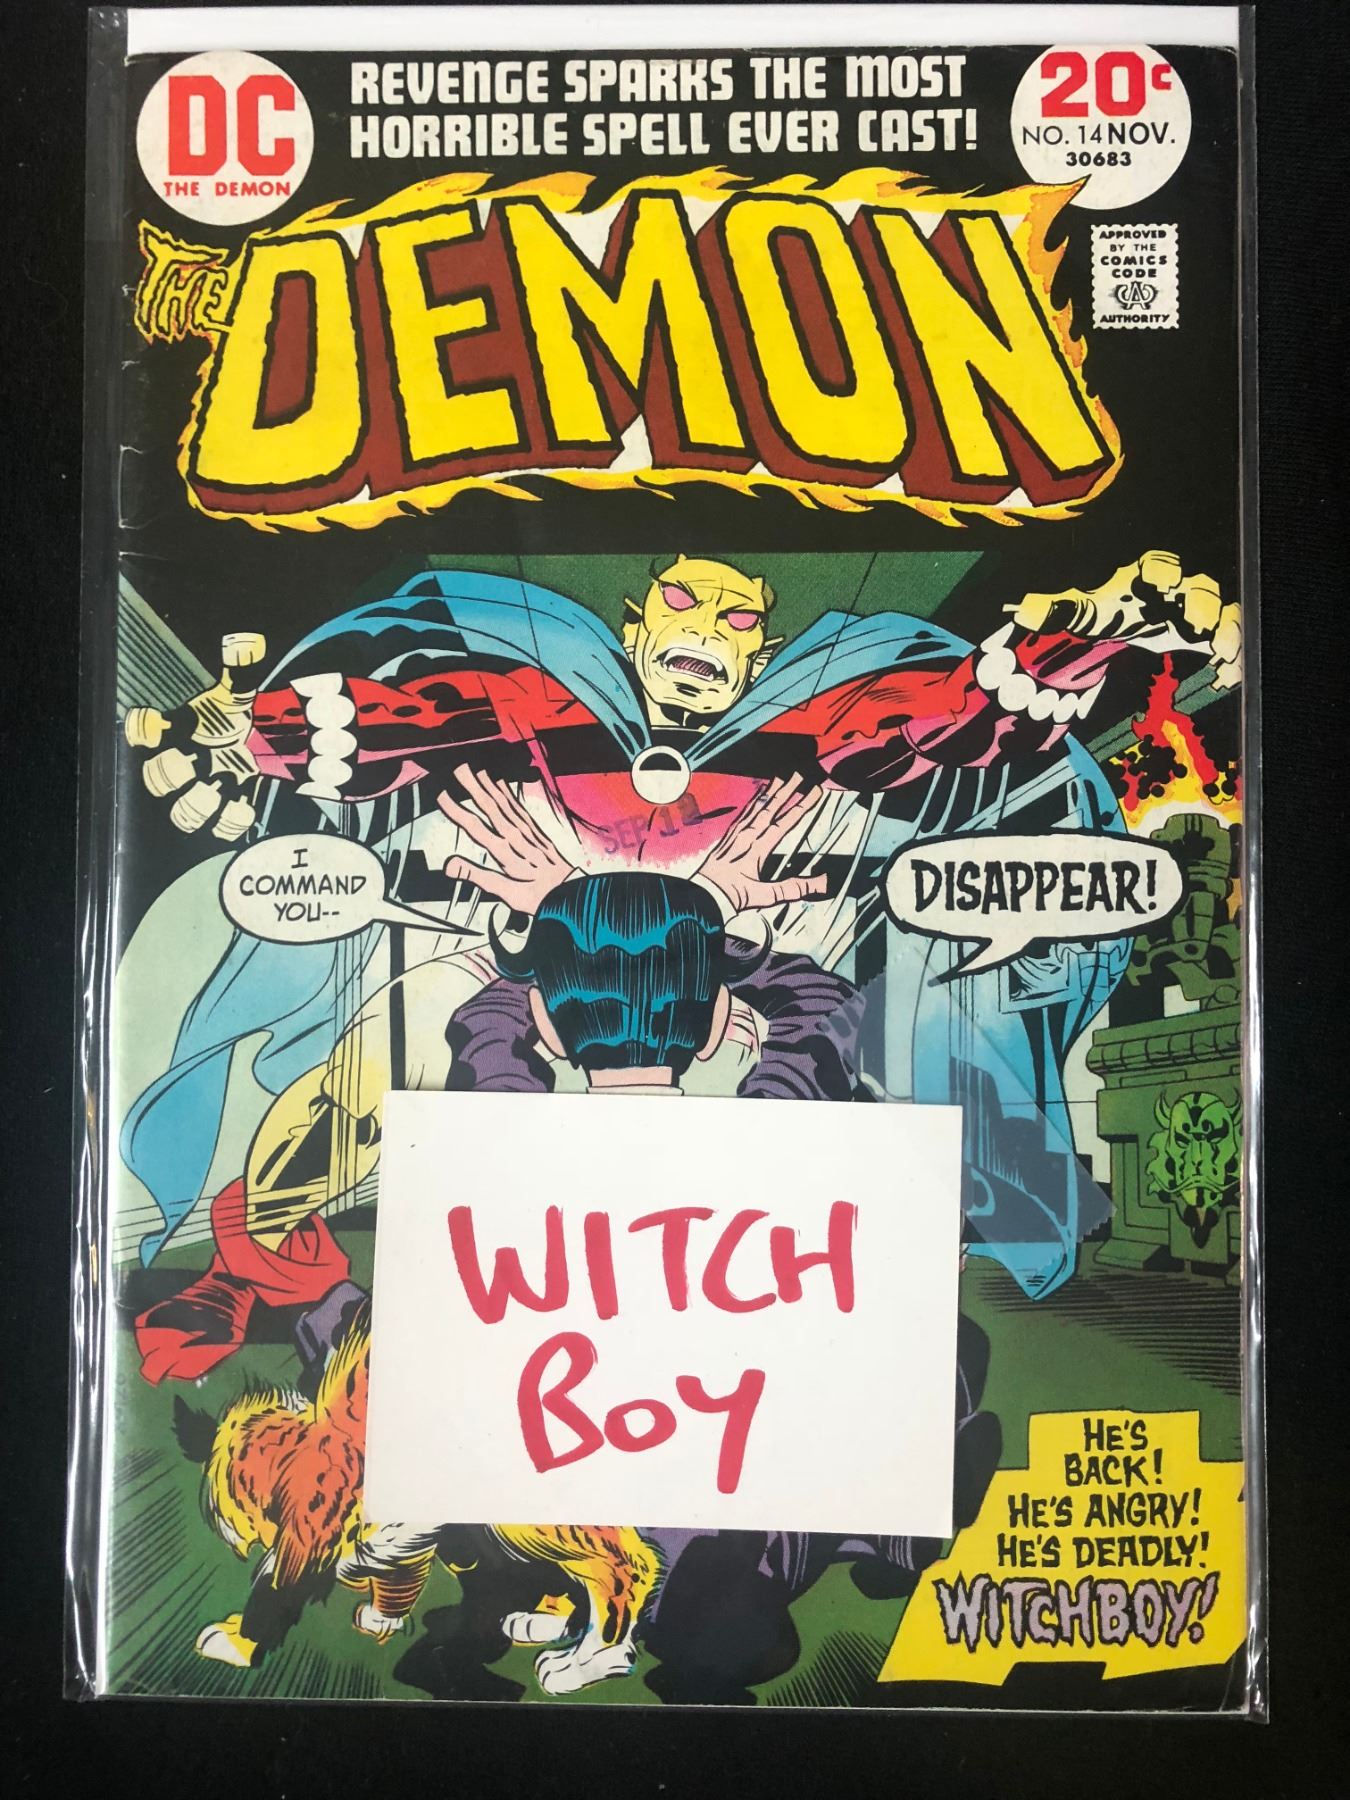 DC
THE DEMON
REVENGE SPARKS THE MOST
HORRIBLE SPELL EVER CAST!
20¢
NO. 14 NOV.
30683
THE
DEMON
APPROVED
BY THE
COMICS
CODE
CA
AUTHORITY
SEP 12
I
COMMAND
YOU--
DISAPPEAR!
WITCH
BOY
HE'S
BACK!
HE'S ANGRY!
HE'S DEADLY!
WITCHBOY!